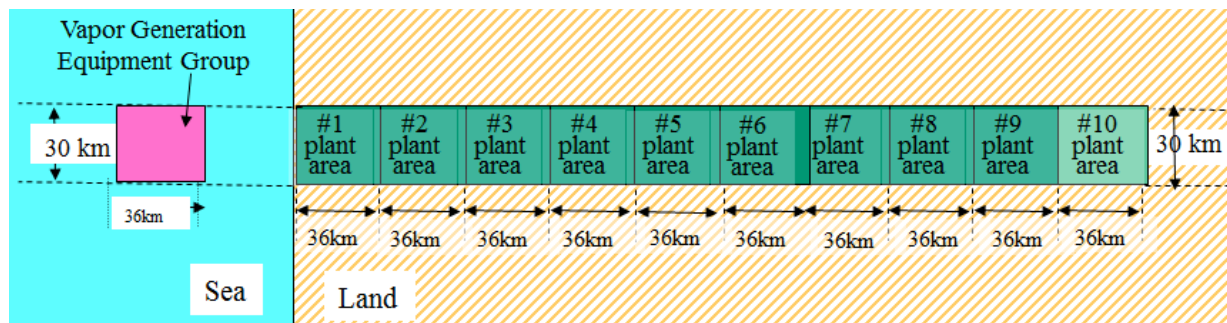 Vapor Generation
Equipment Group
30 km
36km
Sea
Land
#1
plant
area
#2
plant
area
#3
plant
area
#4
plant
area
#5
plant
area
#6
plant
area
#7
plant
area
#8
plant
area
#9
plant
area
#10
plant
area
30 km
36km
36km
36km
36km
36km
36km
36km
36km
36km
36km